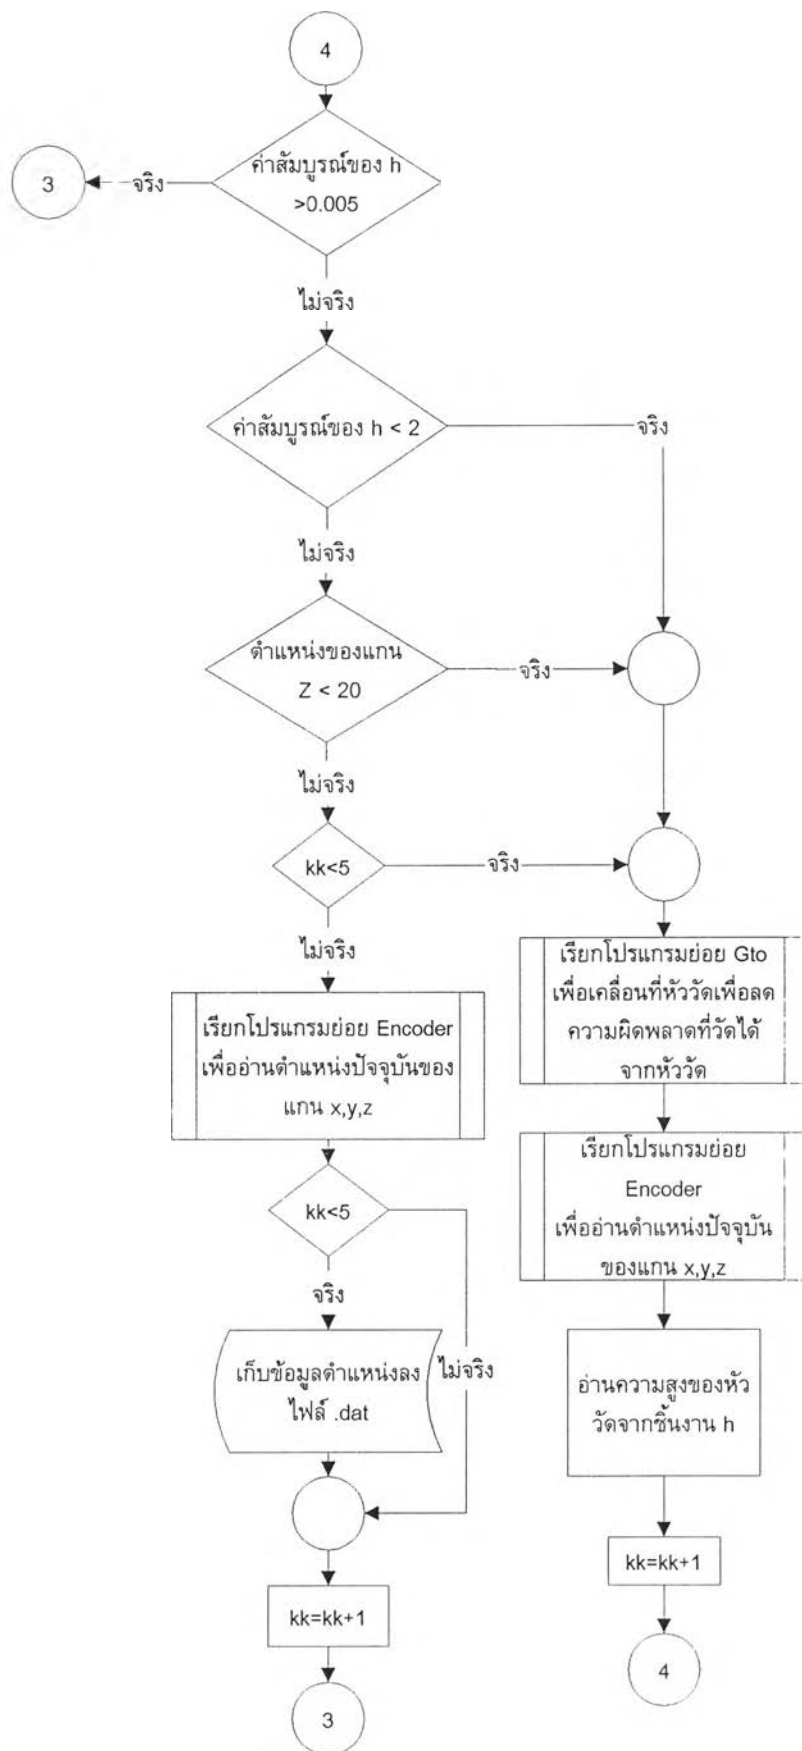 4
ค่าสัมบูรณ์ของ h
>0.005
จริง
3
ไม่จริง
ค่าสัมบูรณ์ของ h < 2
จริง
ไม่จริง
ตำแหน่งของแกน
Z < 20
จริง
ไม่จริง
kk<5
จริง
ไม่จริง
เรียกโปรแกรมย่อย Encoder
เพื่ออ่านตำแหน่งปัจจุบันของ
แกน x,y,z
kk<5
จริง
ไม่จริง
เก็บข้อมูลตำแหน่งลง
ไฟล์ .dat
kk=kk+1
3
เรียกโปรแกรมย่อย Gto
เพื่อเคลื่อนที่หัววัดเพื่อลด
ความผิดพลาดที่วัดได้
จากหัววัด
เรียกโปรแกรมย่อย
Encoder
เพื่ออ่านตำแหน่งปัจจุบัน
ของแกน x,y,z
อ่านความสูงของหัว
วัดจากชิ้นงาน h
kk=kk+1
4